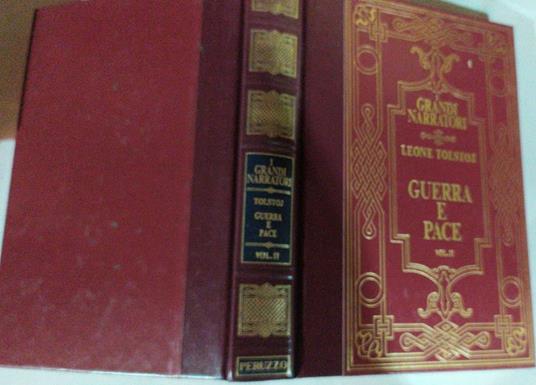 I
GRANDI
NARRATORI
TOLSTOJ
GUERRA
E
PACE
VOL. II
PERUZZO
I
GRANDI
NARRATORI
LEONE TOLSTOJ
GUERRA
E
PACE
VOL. II